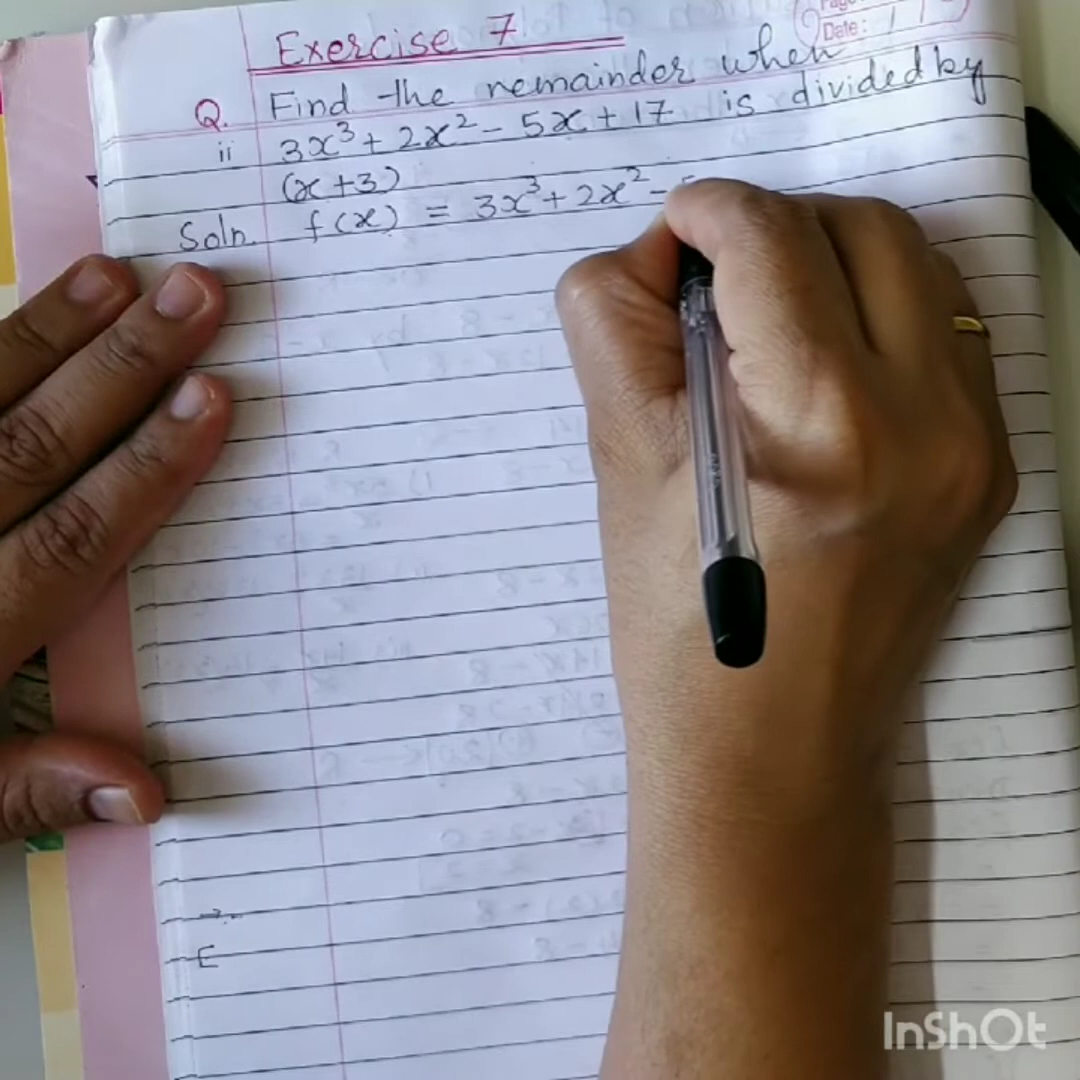 Exercise 7
Date:
Q. Find the remainder when
ii 3x³ + 2x² - 5x + 17 is divided by
(x + 3)
Soln. f(x) = 3x³ + 2x² -
E
InShOt